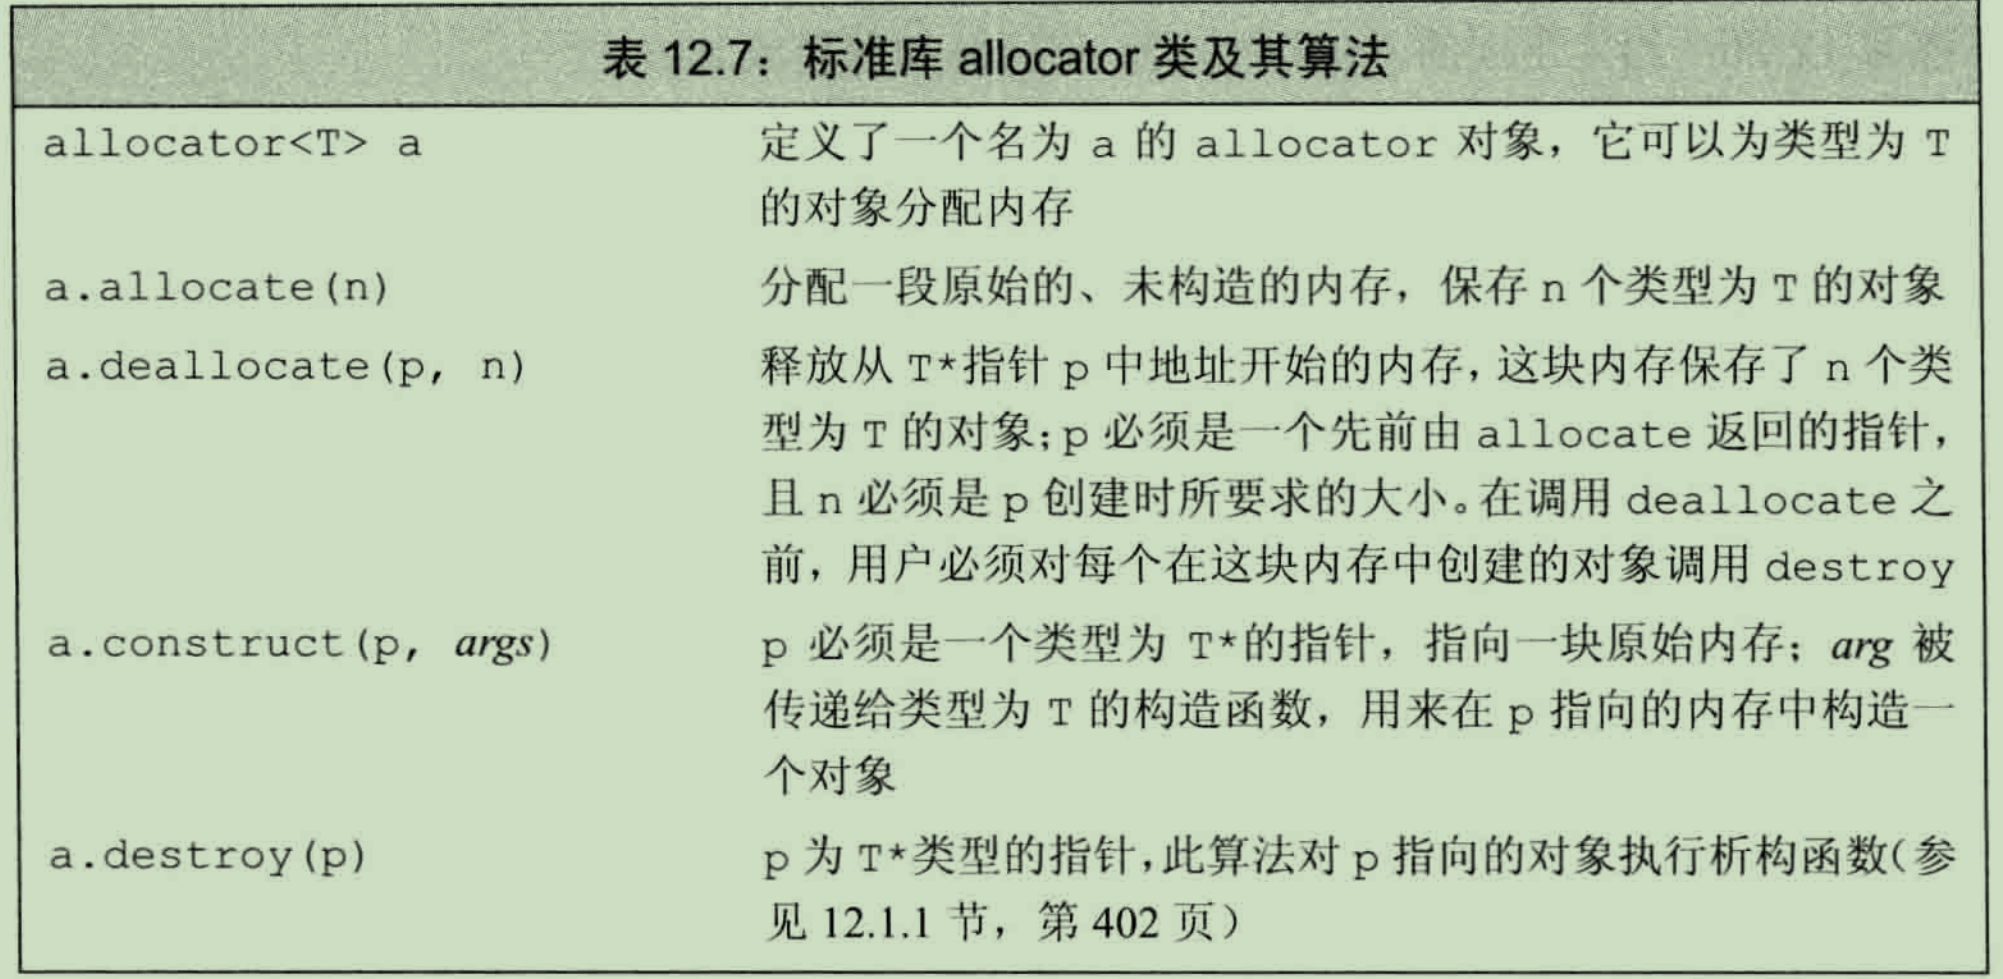 表 12.7：标准库 allocator 类及其算法
allocator<T> a 定义了一个名为 a 的 allocator 对象，它可以为类型为 T
的对象分配内存
a.allocate(n) 分配一段原始的、未构造的内存，保存 n 个类型为 T 的对象
a.deallocate(p, n) 释放从 T*指针 p 中地址开始的内存，这块内存保存了 n 个类
型为 T 的对象；p 必须是一个先前由 allocate 返回的指针，
且 n 必须是 p 创建时所要求的大小。在调用 deallocate 之
前，用户必须对每个在这块内存中创建的对象调用 destroy
a.construct(p, args) p 必须是一个类型为 T*的指针，指向一块原始内存；arg 被
传递给类型为 T 的构造函数，用来在 p 指向的内存中构造一
个对象
a.destroy(p) p 为 T*类型的指针，此算法对 p 指向的对象执行析构函数（参
见 12.1.1 节，第 402 页）